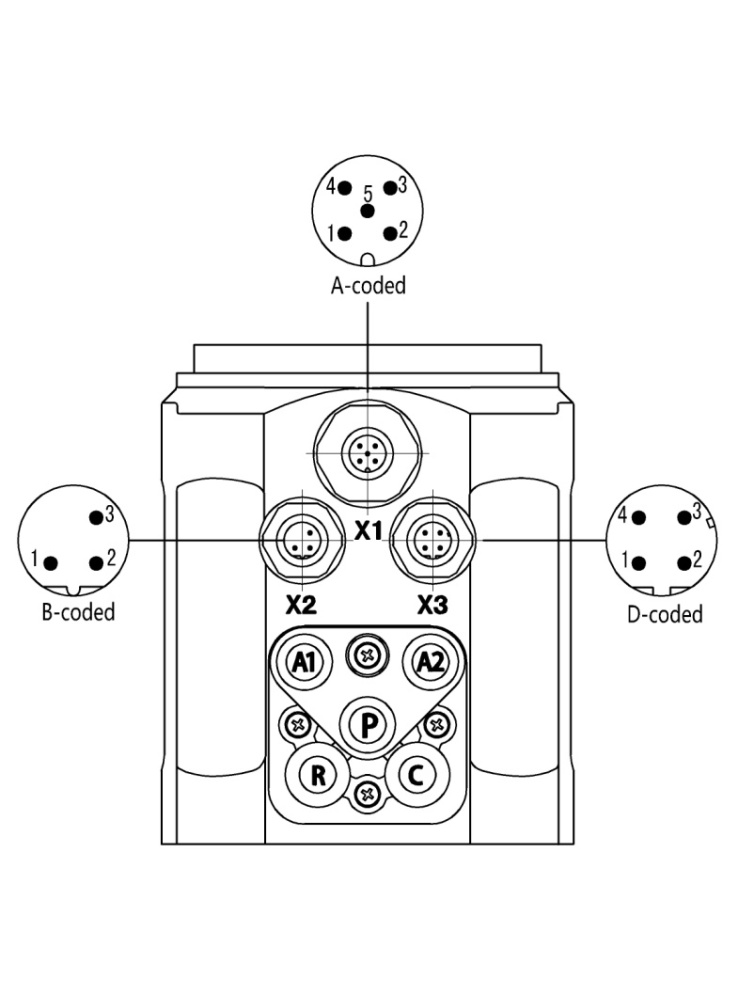 4 5 3
1 2
A-coded
X1
3
1 2
B-coded
4 3
1 2
D-coded
X2 X3
A1 A2
P
R C